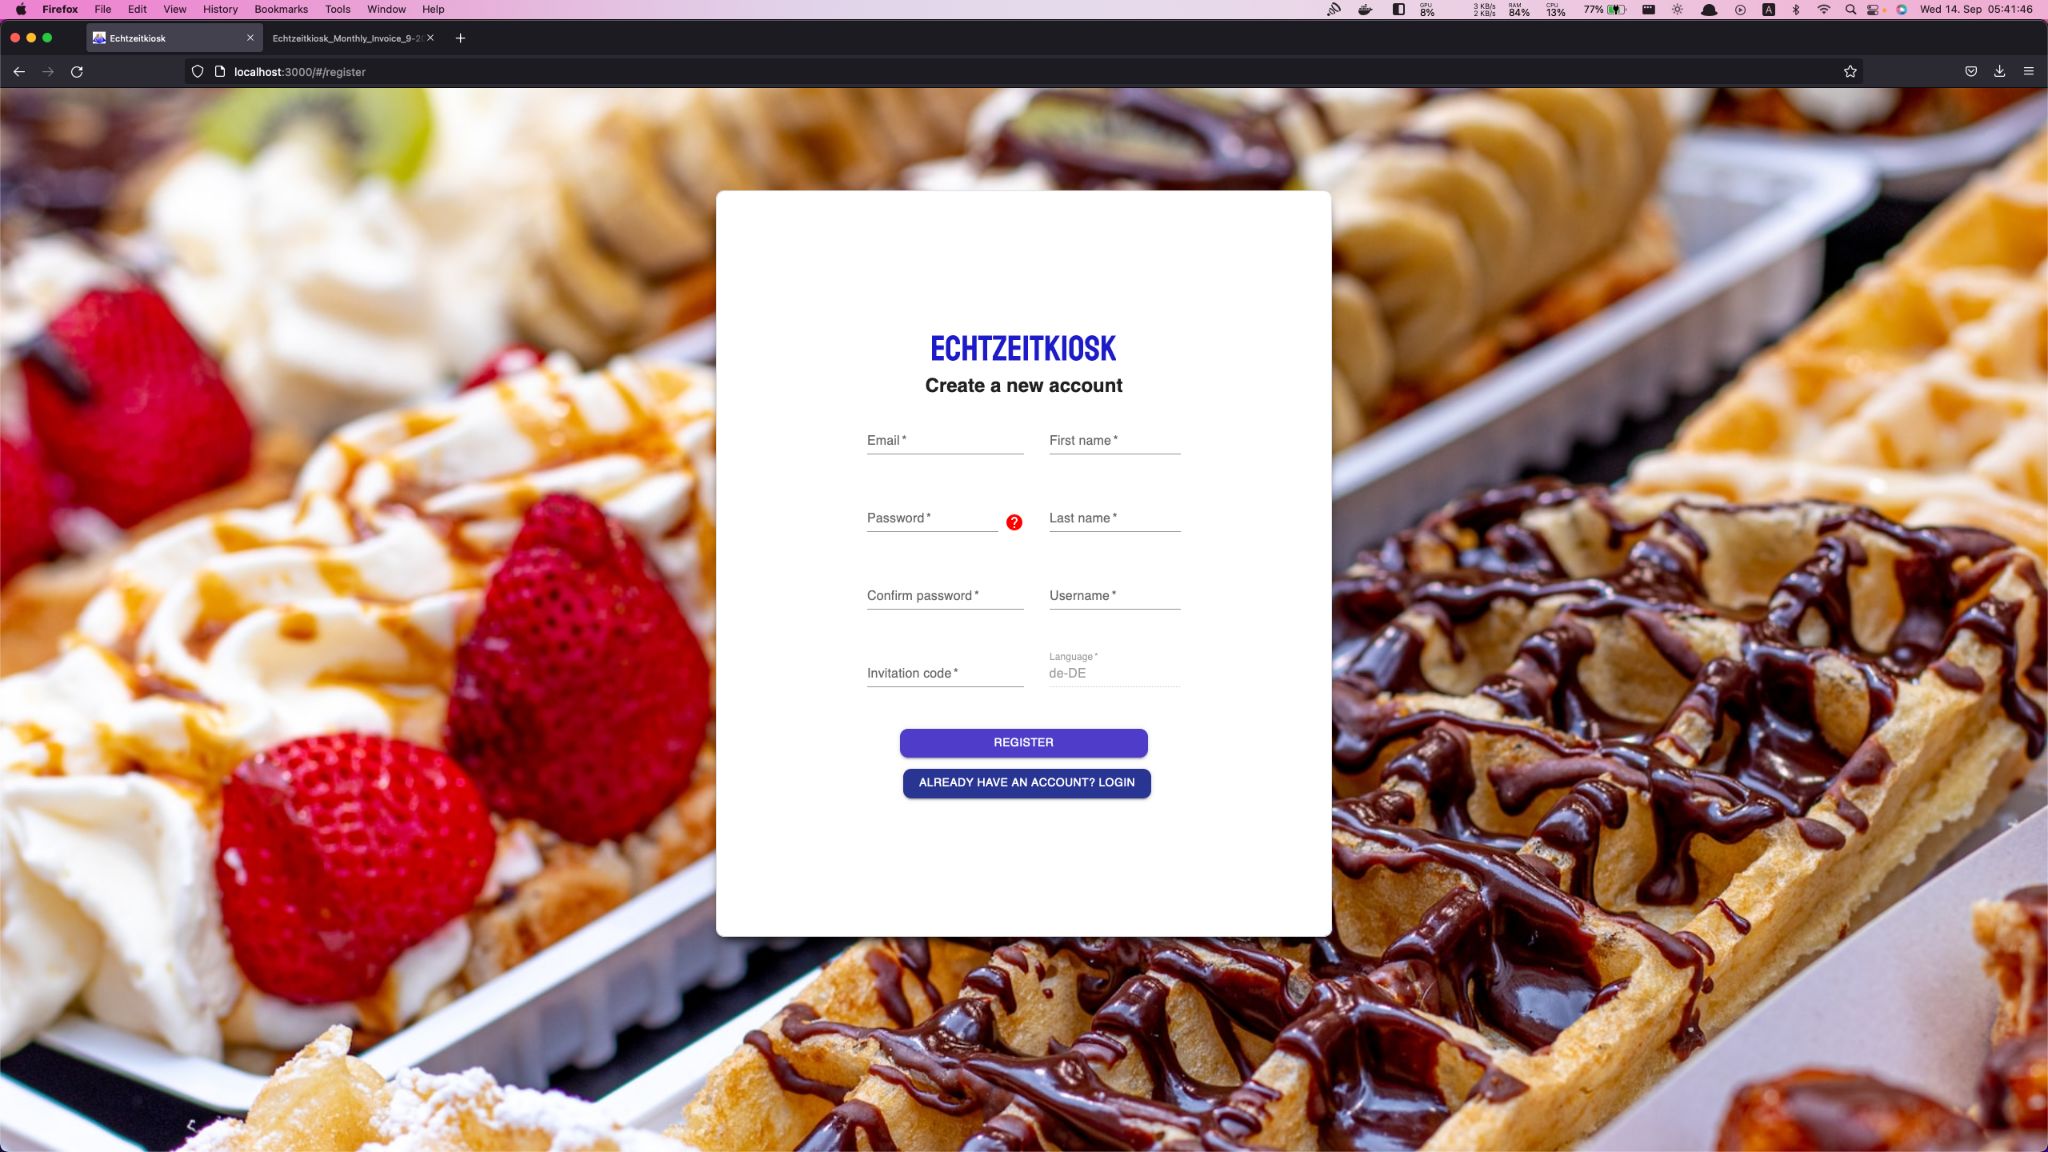 Firefox File Edit View History Bookmarks Tools Window Help GPU 8% 3 KB/s 2 KB/s RAM 84% CPU 13% 77% A Wed 14. Sep 05:41:46
Echtzeitkiosk Echtzeitkiosk_Monthly_Invoice_9-20
localhost:3000/#/register
ECHTZEITKIOSK
Create a new account
Email * First name *
Password * ? Last name *
Confirm password * Username *
Language *
Invitation code * de-DE
REGISTER
ALREADY HAVE AN ACCOUNT? LOGIN